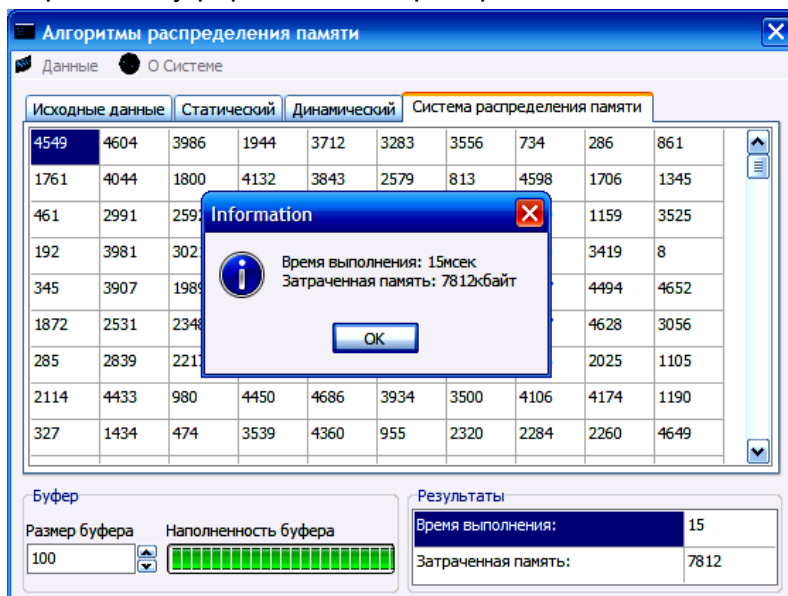 Алгоритмы распределения памяти
Данные О Системе
Исходные данные Статический Динамический Система распределения памяти
4549 4604 3986 1944 3712 3283 3556 734 286 861
1761 4044 1800 4132 3843 2579 813 4598 1706 1345
461 2991 1159 3525
Information
192 3981 3419 8
Время выполнения: 15мсек
Затраченная память: 7812кбайт
345 3907 4494 4652
1872 2531 4628 3056
OK
285 2839 2025 1105
2114 4433 980 4450 4686 3934 3500 4106 4174 1190
327 1434 474 3539 4360 955 2320 2284 2260 4649
Буфер
Размер буфера Наполненность буфера
100
Результаты
Время выполнения: 15
Затраченная память: 7812